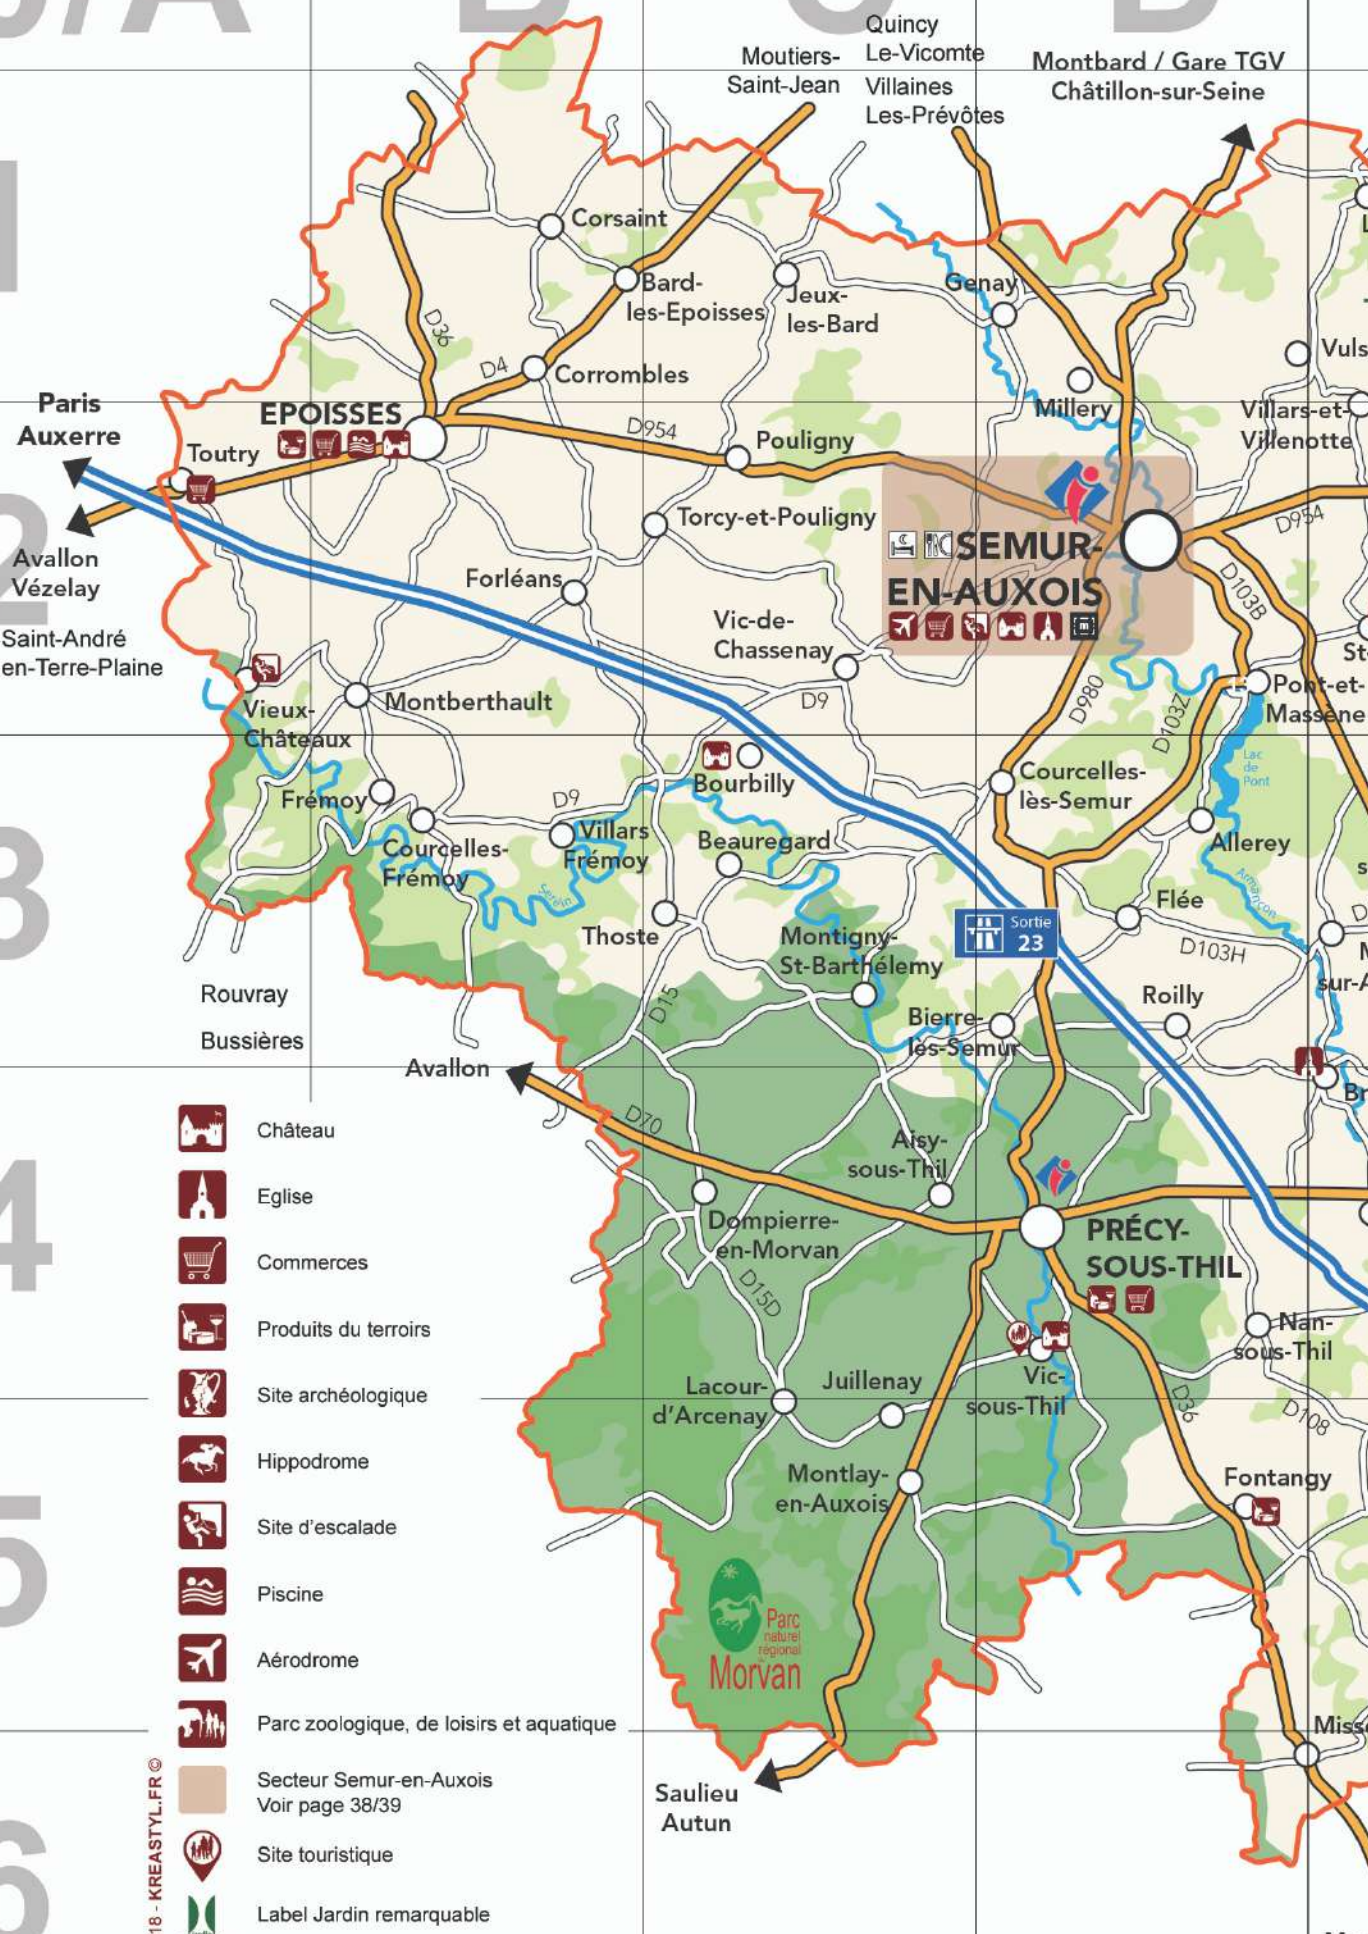 A
B
C
D
1
2
3
4
5
6
Quincy
Le-Vicomte
Moutiers-
Saint-Jean
Villaines
Les-Prévôtes
Montbard / Gare TGV
Châtillon-sur-Seine
Corsaint
Bard-
les-Epoisses
Jeux-
les-Bard
Genay
D36
D4
Corrombles
Millery
Vuls
Villars-et-
Villenotte
Paris
Auxerre
EPOISSES
Toutry
D954
Pouligny
Torcy-et-Pouligny
SEMUR-
EN-AUXOIS
D954
D103B
Avallon
Vézelay
Saint-André
en-Terre-Plaine
Forléans
Vic-de-
Chassenay
St-
Pont-et-
Massène
D9
D980
D103Z
Vieux-
Châteaux
Montberthault
Bourbilly
Lac
de
Pont
Courcelles-
lès-Semur
Frémoy
D9
Villars
Frémoy
Beauregard
Allerey
Courcelles-
Frémoy
Serein
Armançon
Flée
Thoste
Montigny-
St-Barthélemy
Sortie
23
D103H
sur-A
Rouvray
Bussières
D15
Roilly
Bierre-
lès-Semur
Avallon
Br
D70
Aisy-
sous-Thil
Dompierre-
en-Morvan
PRÉCY-
SOUS-THIL
D15D
Nan-
sous-Thil
Vic-
sous-Thil
Lacour-
d'Arcenay
Juillenay
D36
D108
Montlay-
en-Auxois
Fontangy
Parc
naturel
régional
Morvan
Miss
Saulieu
Autun
Château
Eglise
Commerces
Produits du terroirs
Site archéologique
Hippodrome
Site d'escalade
Piscine
Aérodrome
Parc zoologique, de loisirs et aquatique
Secteur Semur-en-Auxois
Voir page 38/39
Site touristique
Label Jardin remarquable
18 - KREASTYL.FR ©